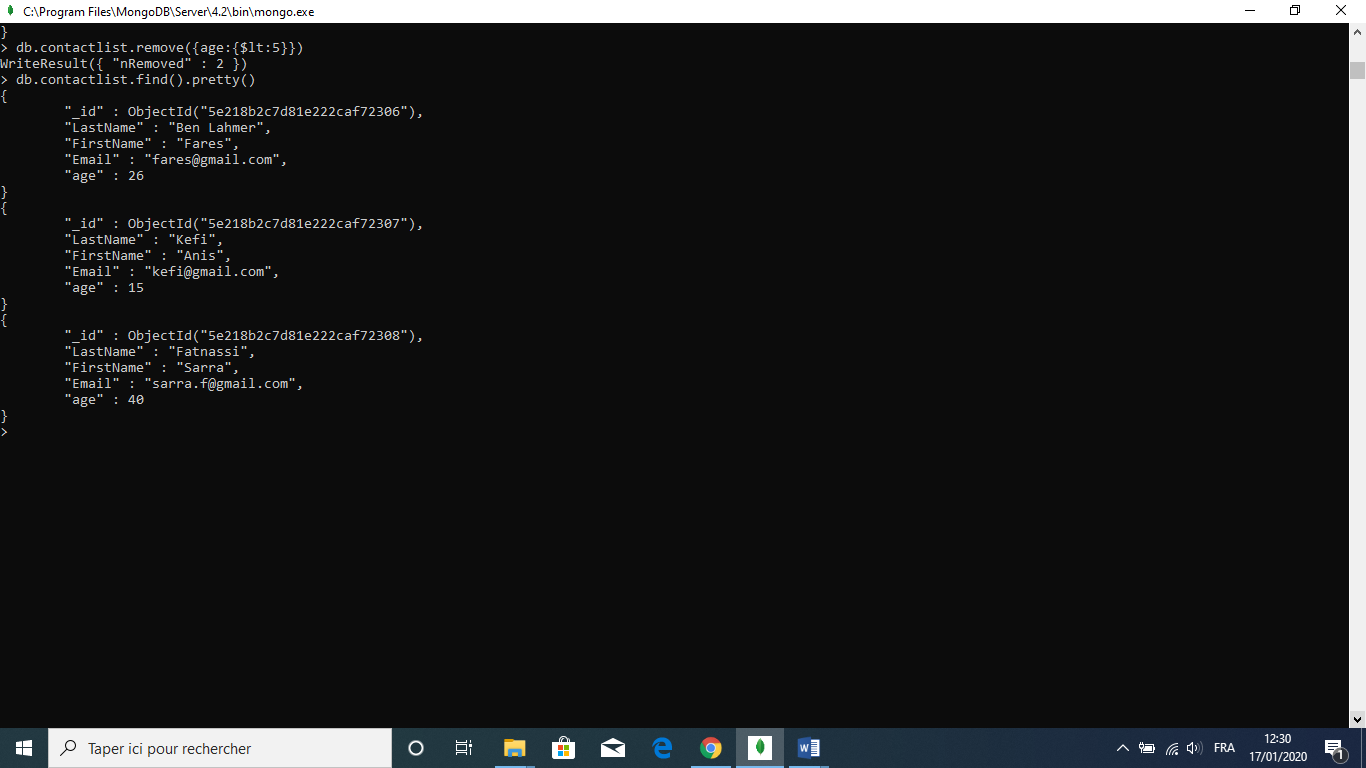 C:\Program Files\MongoDB\Server\4.2\bin\mongo.exe
}
> db.contactlist.remove({age:{$lt:5}})
WriteResult({ "nRemoved" : 2 })
> db.contactlist.find().pretty()
{
        "_id" : ObjectId("5e218b2c7d81e222caf72306"),
        "LastName" : "Ben Lahmer",
        "FirstName" : "Fares",
        "Email" : "fares@gmail.com",
        "age" : 26
}
{
        "_id" : ObjectId("5e218b2c7d81e222caf72307"),
        "LastName" : "Kefi",
        "FirstName" : "Anis",
        "Email" : "kefi@gmail.com",
        "age" : 15
}
{
        "_id" : ObjectId("5e218b2c7d81e222caf72308"),
        "LastName" : "Fatnassi",
        "FirstName" : "Sarra",
        "Email" : "sarra.f@gmail.com",
        "age" : 40
}
>
Taper ici pour rechercher
FRA
12:30
17/01/2020
1